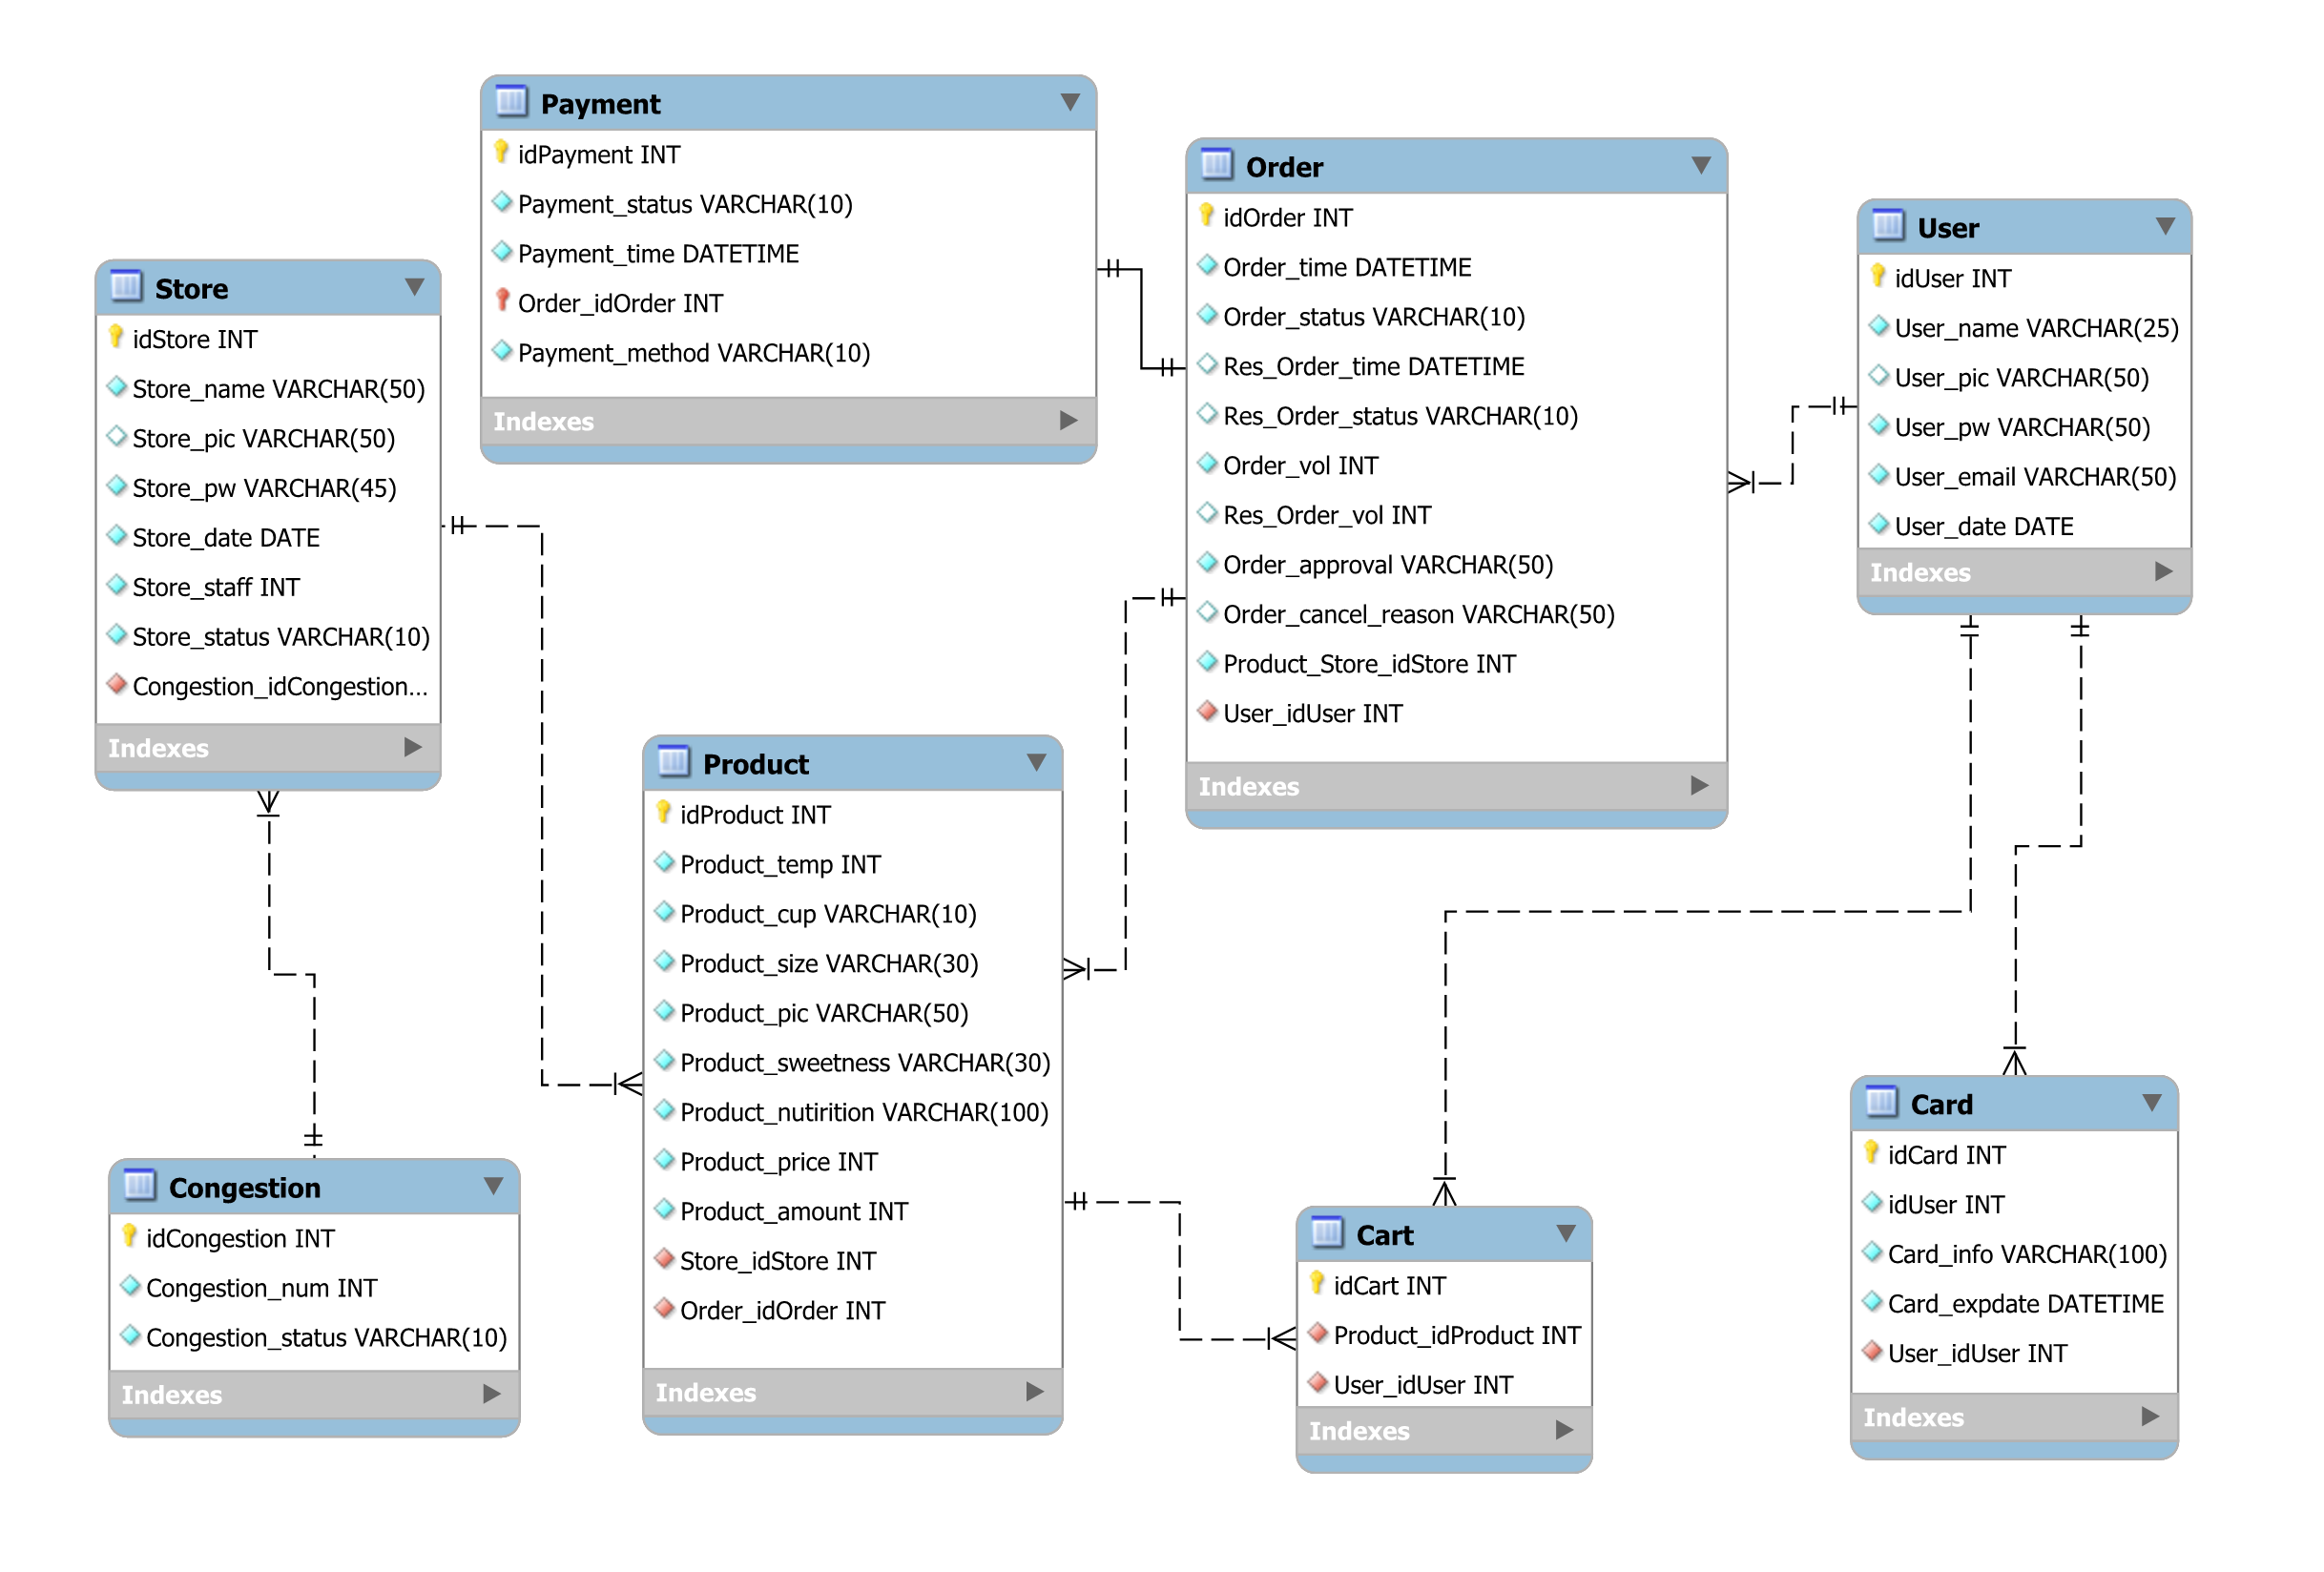 Payment
idPayment INT
Payment_status VARCHAR(10)
Payment_time DATETIME
Order_idOrder INT
Payment_method VARCHAR(10)
Indexes
Order
idOrder INT
Order_time DATETIME
Order_status VARCHAR(10)
Res_Order_time DATETIME
Res_Order_status VARCHAR(10)
Order_vol INT
Res_Order_vol INT
Order_approval VARCHAR(50)
Order_cancel_reason VARCHAR(50)
Product_Store_idStore INT
User_idUser INT
Indexes
User
idUser INT
User_name VARCHAR(25)
User_pic VARCHAR(50)
User_pw VARCHAR(50)
User_email VARCHAR(50)
User_date DATE
Indexes
Store
idStore INT
Store_name VARCHAR(50)
Store_pic VARCHAR(50)
Store_pw VARCHAR(45)
Store_date DATE
Store_staff INT
Store_status VARCHAR(10)
Congestion_idCongestion...
Indexes
Product
idProduct INT
Product_temp INT
Product_cup VARCHAR(10)
Product_size VARCHAR(30)
Product_pic VARCHAR(50)
Product_sweetness VARCHAR(30)
Product_nutirition VARCHAR(100)
Product_price INT
Product_amount INT
Store_idStore INT
Order_idOrder INT
Indexes
Congestion
idCongestion INT
Congestion_num INT
Congestion_status VARCHAR(10)
Indexes
Cart
idCart INT
Product_idProduct INT
User_idUser INT
Indexes
Card
idCard INT
idUser INT
Card_info VARCHAR(100)
Card_expdate DATETIME
User_idUser INT
Indexes